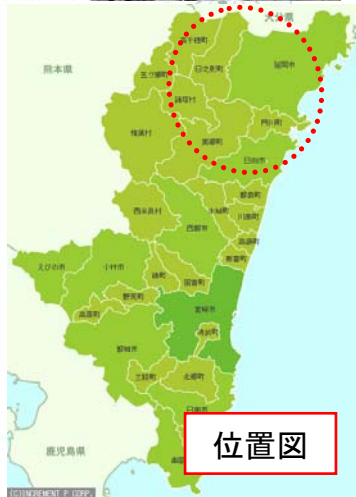 大分県
高千穂町
熊本県
日之影町
延岡市
五ヶ瀬町
諸塚村
門川町
椎葉村
美郷町
日向市
都農町
西米良村
木城町
川南町
西都市
高鍋町
新富町
えびの市
小林市
綾町
国富町
宮崎市
野尻町
高原町
清武町
都城市
三股町
北郷町
日南市
鹿児島県
位置図
(C)INCREMENT P CORP.